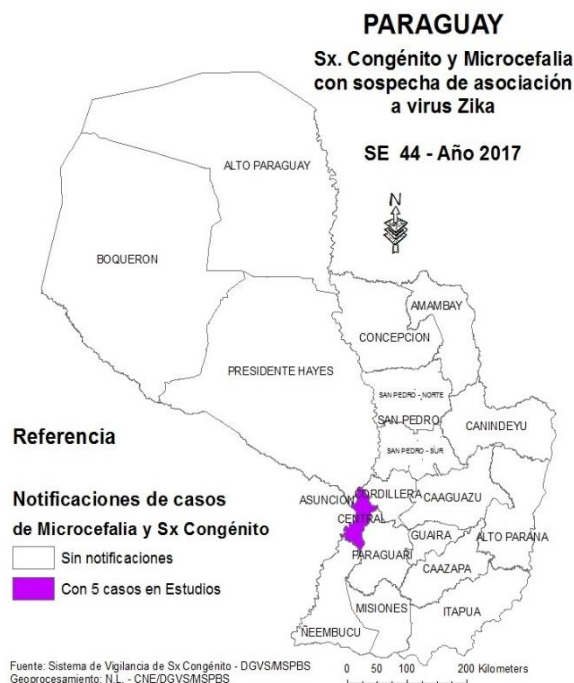 PARAGUAY
Sx. Congénito y Microcefalia
con sospecha de asociación
a virus Zika
SE 44 - Año 2017
N
ALTO PARAGUAY
BOQUERON
AMAMBAY
CONCEPCION
PRESIDENTE HAYES
SAN PEDRO - NORTE
SAN PEDRO
CANINDEYU
SAN PEDRO - SUR
Referencia
Notificaciones de casos
de Microcefalia y Sx Congénito
Sin notificaciones
Con 5 casos en Estudios
ASUNCION
CORDILLERA
CAAGUAZU
CENTRAL
GUAIRA
ALTO PARANA
PARAGUARI
CAAZAPA
MISIONES
ITAPUA
ÑEEMBUCU
Fuente: Sistema de Vigilancia de Sx Congénito - DGVS/MSPBS
Geoprocesamiento: N.L. - CNE/DGVS/MSPBS
0 50 100 200 Kilometers